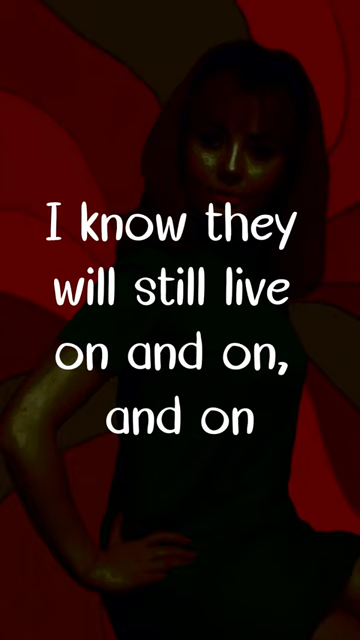 I know they
will still live
on and on,
and on